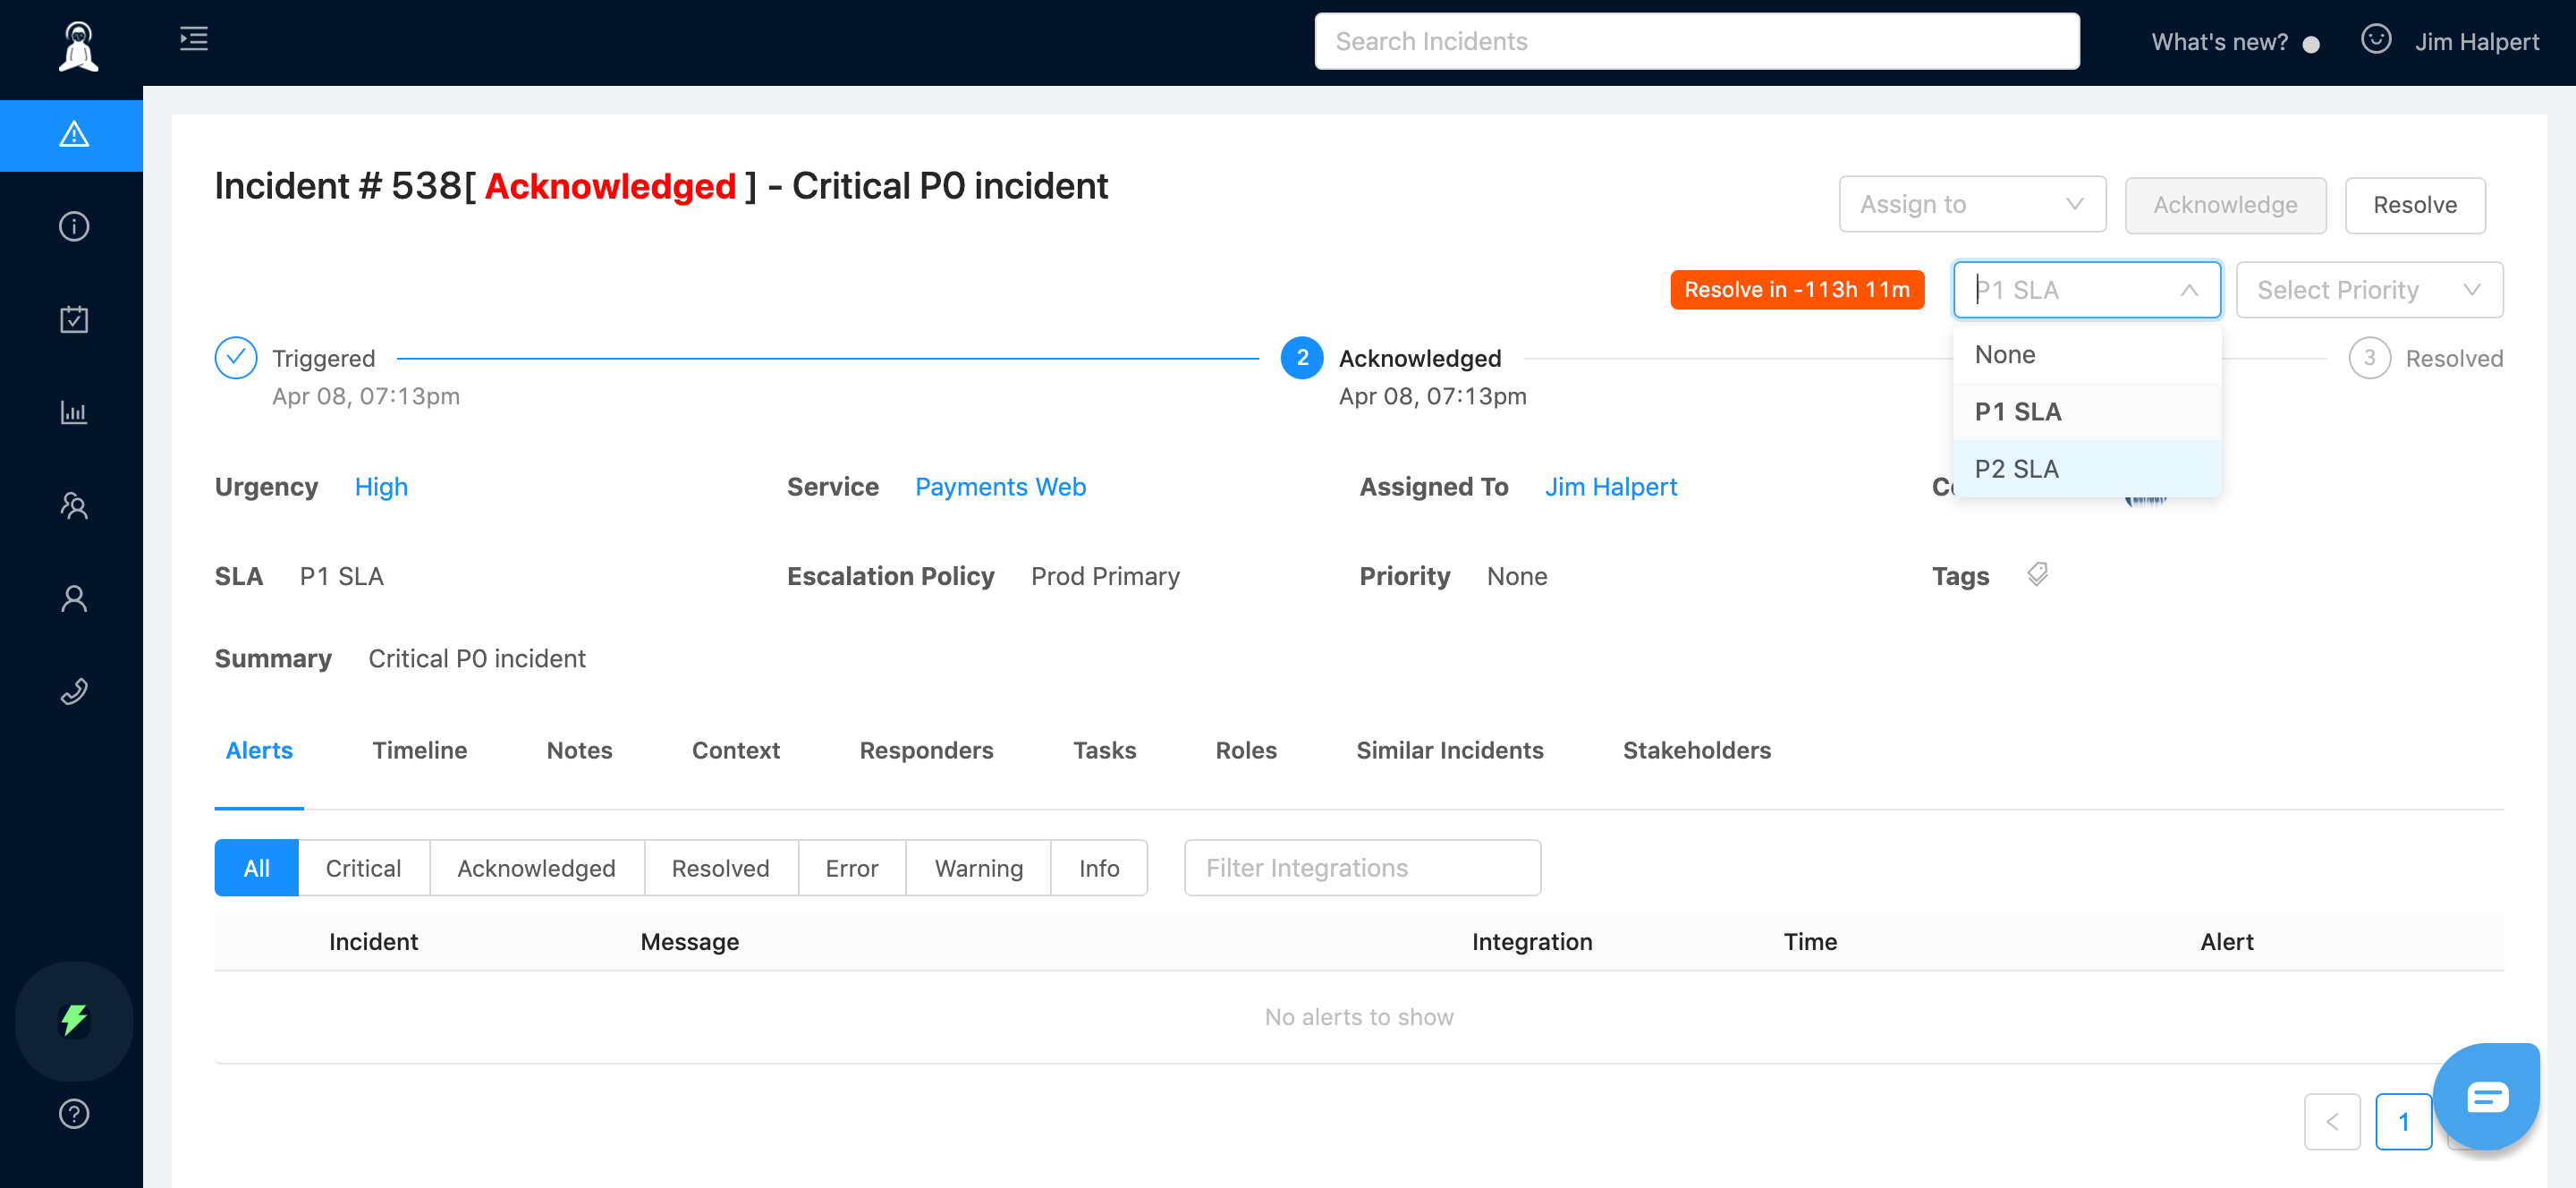 Search Incidents
What's new?
Jim Halpert
Incident # 538[ Acknowledged ] - Critical P0 incident
Assign to
Acknowledge
Resolve
Resolve in -113h 11m
P1 SLA
Select Priority
None
P1 SLA
P2 SLA
Triggered
Apr 08, 07:13pm
2
Acknowledged
Apr 08, 07:13pm
3
Resolved
Urgency High
Service Payments Web
Assigned To Jim Halpert
SLA P1 SLA
Escalation Policy Prod Primary
Priority None
Tags
Summary Critical P0 incident
Alerts Timeline Notes Context Responders Tasks Roles Similar Incidents Stakeholders
All Critical Acknowledged Resolved Error Warning Info
Filter Integrations
Incident Message Integration Time Alert
No alerts to show
1